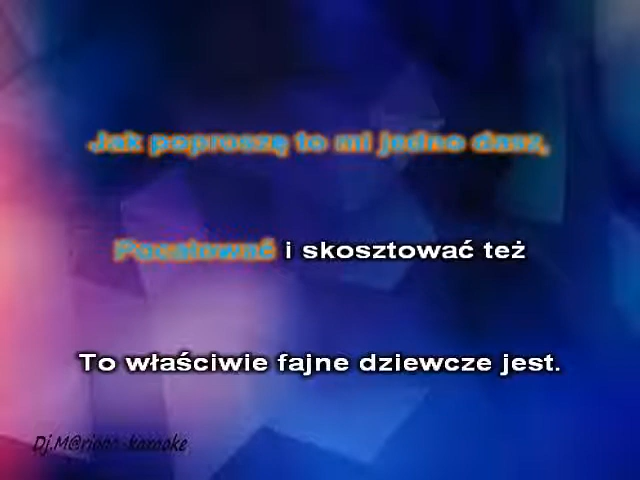 Jak poproszę to mi jedno dasz,
Pocałować i skosztować też
To właściwie fajne dziewcze jest.
Dj.M@rioo-karaoke